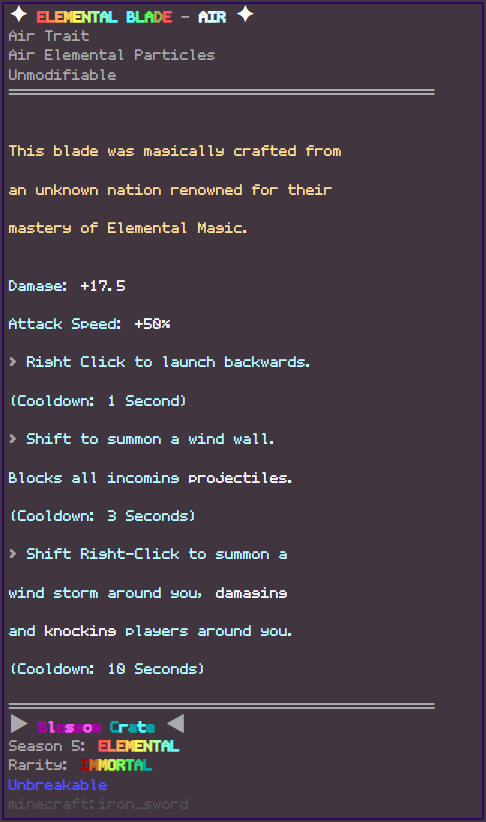 ✦ ELEMENTAL BLADE - AIR ✦
Air Trait
Air Elemental Particles
Unmodifiable
This blade was magically crafted from
an unknown nation renowned for their
mastery of Elemental Magic.
Damage: +17.5
Attack Speed: +50%
> Right Click to launch backwards.
(Cooldown: 1 Second)
> Shift to summon a wind wall.
Blocks all incoming projectiles.
(Cooldown: 3 Seconds)
> Shift Right-Click to summon a
wind storm around you, damaging
and knocking players around you.
(Cooldown: 10 Seconds)
▶ Blossom Crate ◀
Season 5: ELEMENTAL
Rarity: IMMORTAL
Unbreakable
minecraft:iron_sword